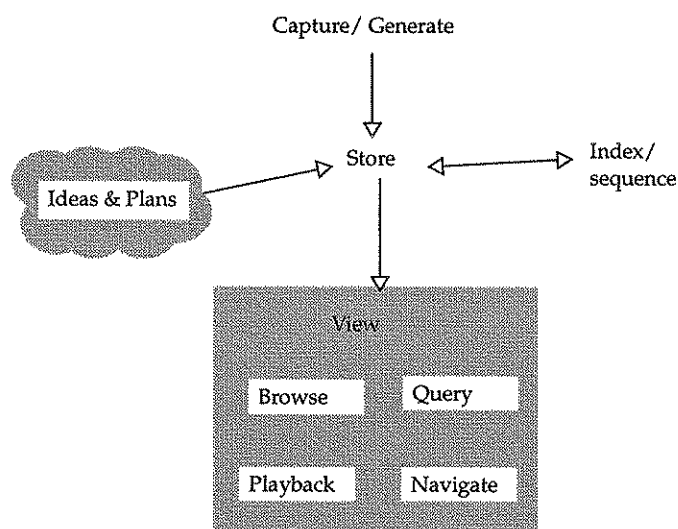 Capture/ Generate
Store
Index/
sequence
Ideas & Plans
View
Browse
Query
Playback
Navigate